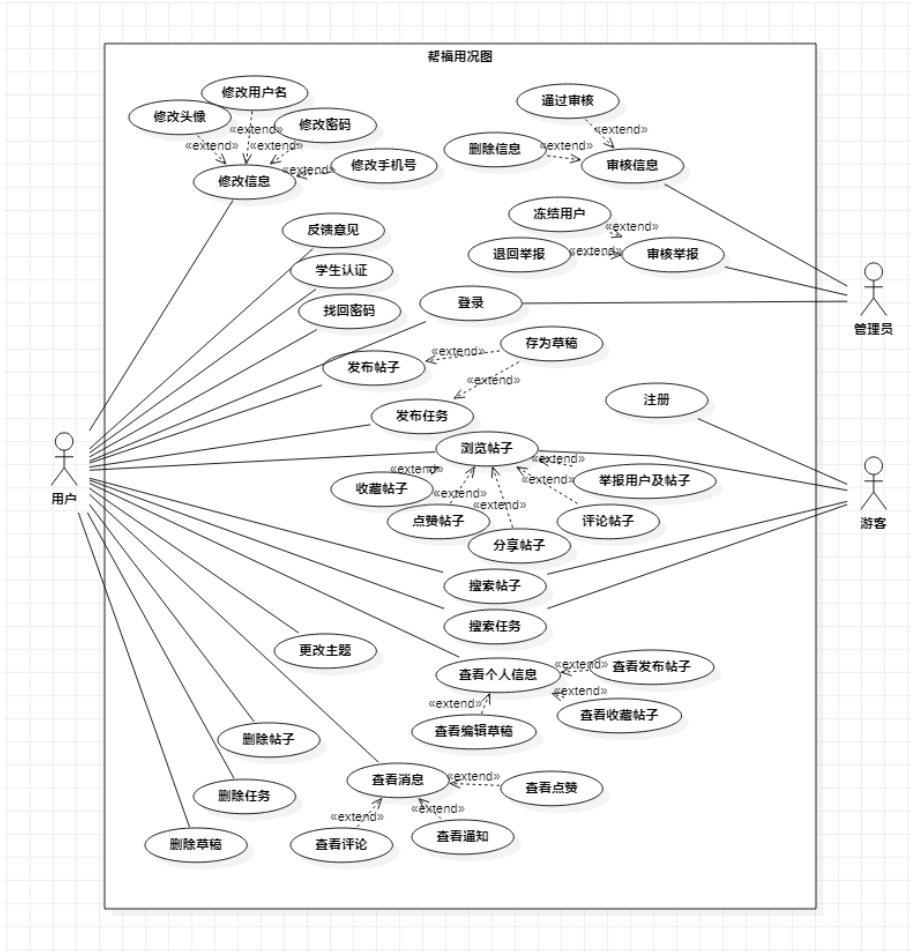 帮福用况图
修改用户名
修改头像
«extend»
修改密码
«extend»
«extend»
«extend»
修改手机号
修改信息
通过审核
«extend»
删除信息
«extend»
审核信息
冻结用户
«extend»
退回举报
«extend»
审核举报
反馈意见
学生认证
找回密码
登录
管理员
发布帖子
«extend»
存为草稿
«extend»
发布任务
注册
浏览帖子
«extend»
«extend»
收藏帖子
举报用户及帖子
«extend»
用户
点赞帖子
«extend»
评论帖子
分享帖子
游客
搜索帖子
搜索任务
更改主题
查看个人信息
«extend»
查看发布帖子
«extend»
«extend»
查看收藏帖子
查看编辑草稿
删除帖子
查看消息
«extend»
查看点赞
删除任务
«extend»
«extend»
查看评论
查看通知
删除草稿